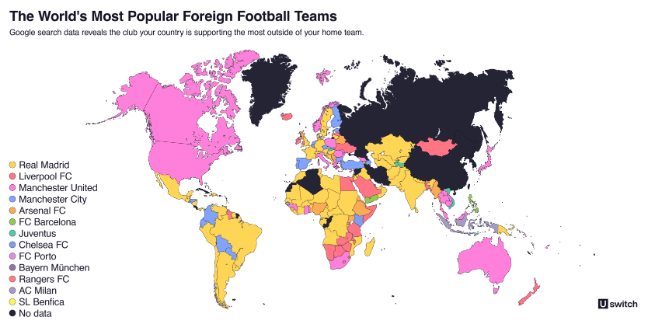 The World's Most Popular Foreign Football Teams
Google search data reveals the club your country is supporting the most outside of your home team.
Real Madrid
Liverpool FC
Manchester United
Manchester City
Arsenal FC
FC Barcelona
Juventus
Chelsea FC
FC Porto
Bayern München
Rangers FC
AC Milan
SL Benfica
No data
Uswitch